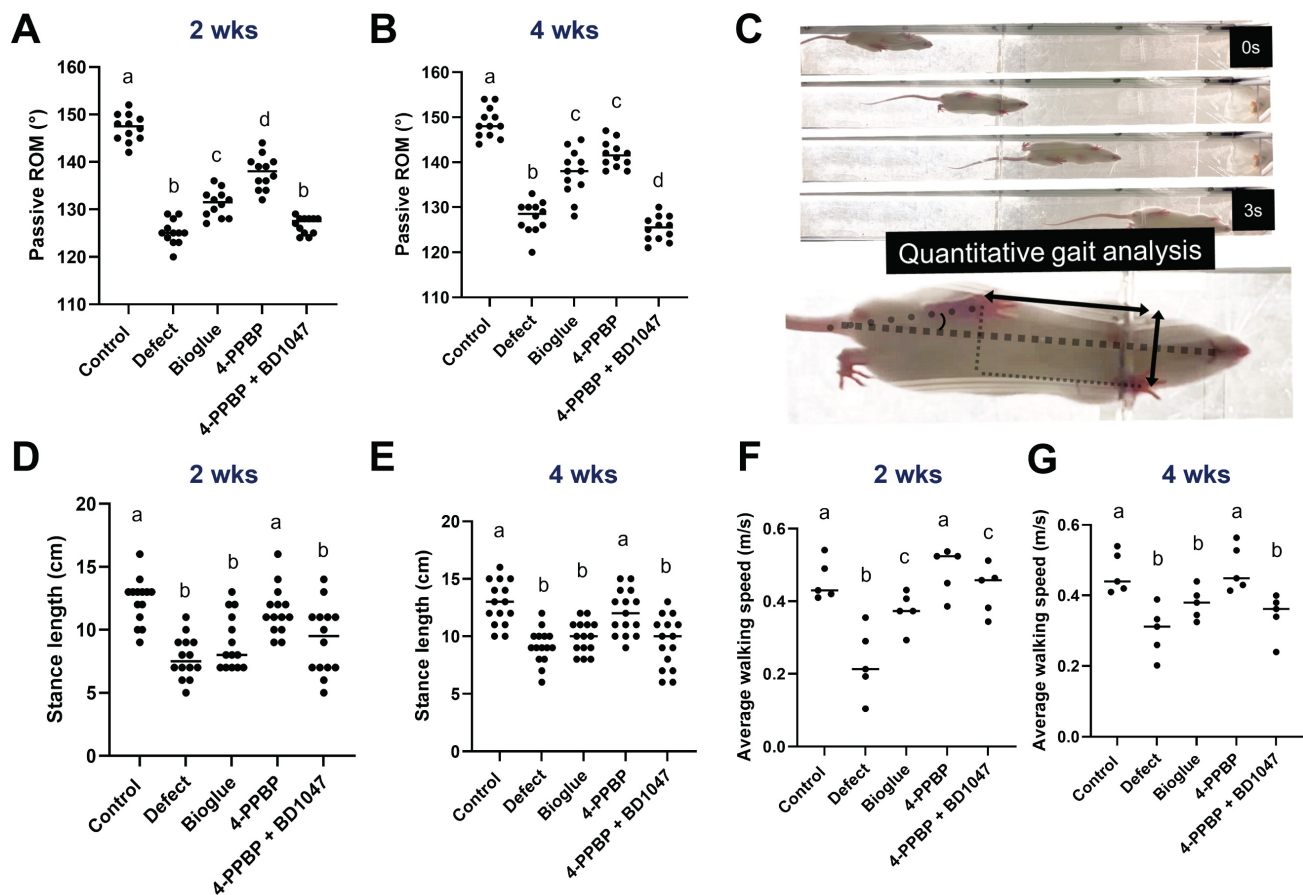 A
2 wks
Passive ROM (°)
160
150
140
130
120
110
a
b
c
d
b
Control
Defect
Bioglue
4-PPBP
4-PPBP + BD1047
B
4 wks
Passive ROM (°)
160
150
140
130
120
110
a
b
c
c
d
Control
Defect
Bioglue
4-PPBP
4-PPBP + BD1047
C
0s
3s
Quantitative gait analysis
D
2 wks
Stance length (cm)
20
15
10
5
0
a
b
b
a
b
Control
Defect
Bioglue
4-PPBP
4-PPBP + BD1047
E
4 wks
Stance length (cm)
20
15
10
5
0
a
b
b
a
b
Control
Defect
Bioglue
4-PPBP
4-PPBP + BD1047
F
2 wks
Average walking speed (m/s)
0.6
0.4
0.2
0.0
a
b
c
a
c
Control
Defect
Bioglue
4-PPBP
4-PPBP + BD1047
G
4 wks
Average walking speed (m/s)
0.6
0.4
0.2
0.0
a
b
b
a
b
Control
Defect
Bioglue
4-PPBP
4-PPBP + BD1047